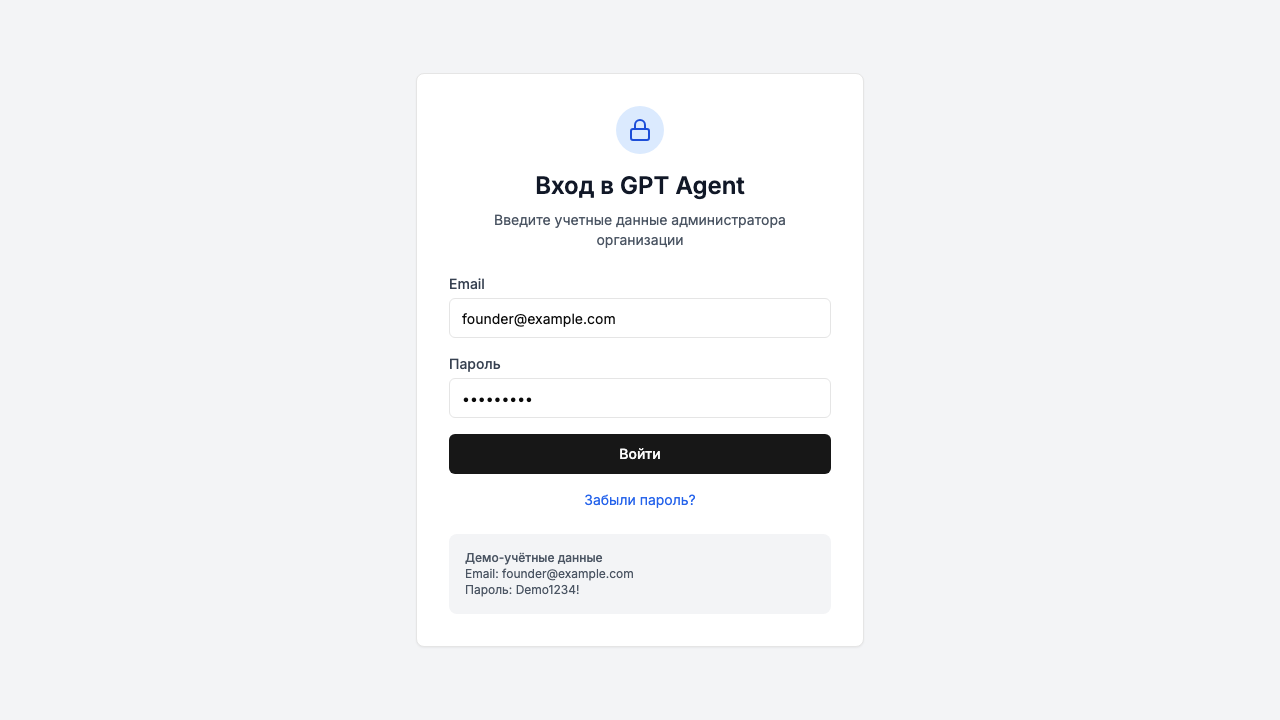 Вход в GPT Agent
Введите учетные данные администратора
организации
Email
founder@example.com
Пароль
•••••••••
Войти
Забыли пароль?
Демо-учётные данные
Email: founder@example.com
Пароль: Demo1234!